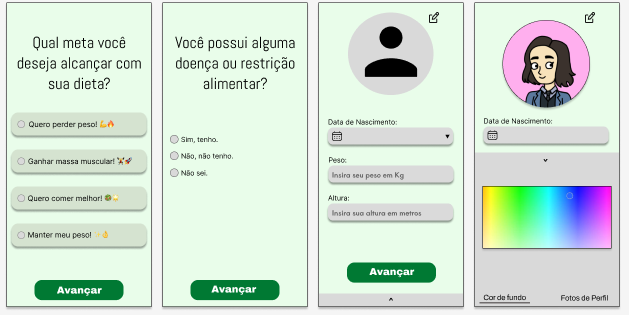 Qual meta você
deseja alcançar com
sua dieta?
Quero perder peso! 💪🔥
Ganhar massa muscular! 🏋️🚀
Quero comer melhor!
Manter meu peso! ✨👌
Avançar
Você possui alguma
doença ou restrição
alimentar?
Sim, tenho.
Não, não tenho.
Não sei.
Avançar
Data de Nascimento:
Peso:
Insira seu peso em Kg
Altura:
Insira sua altura em metros
Avançar
Data de Nascimento:
Cor de fundo
Fotos de Perfil